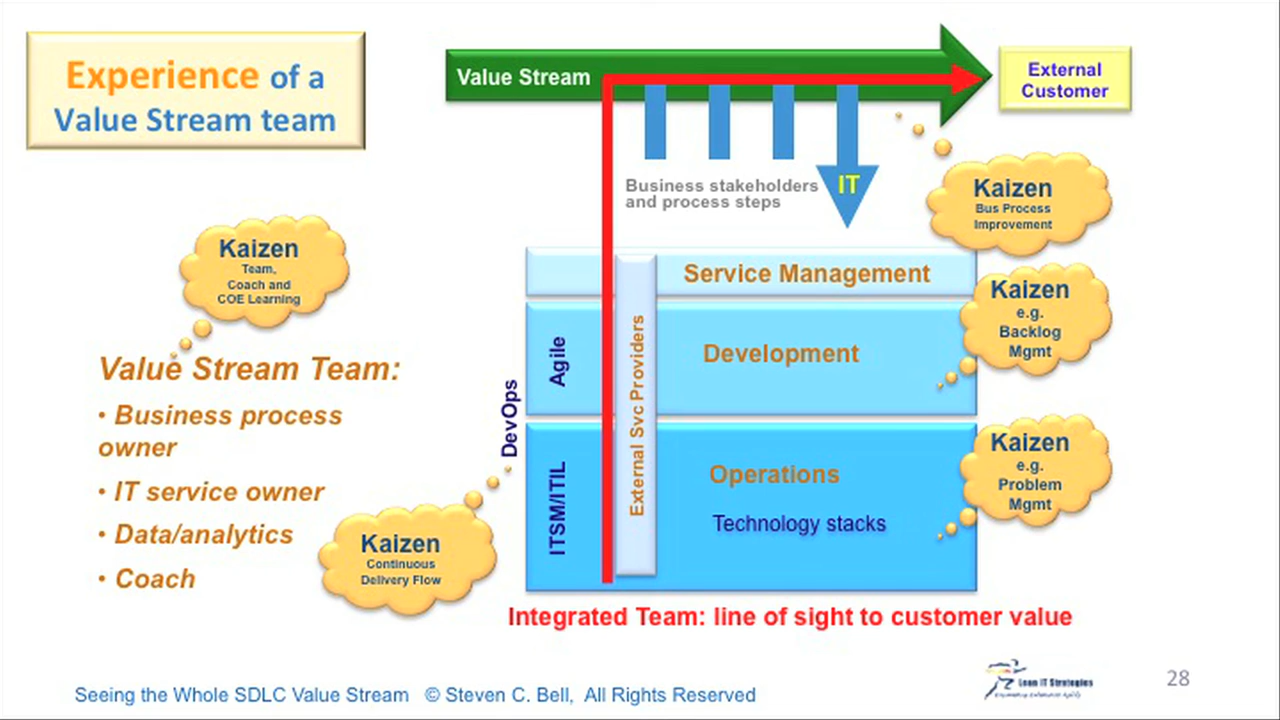 Experience of a
Value Stream team
Value Stream
External
Customer
Business stakeholders
and process steps
IT
Kaizen
Bus Process
Improvement
Kaizen
Team,
Coach and
COE Learning
Service Management
Kaizen
e.g.
Backlog
Mgmt
Agile
Development
External Svc Providers
DevOps
Value Stream Team:
• Business process
owner
• IT service owner
• Data/analytics
• Coach
Kaizen
Continuous
Delivery Flow
ITSM/ITIL
Operations
Technology stacks
Kaizen
e.g.
Problem
Mgmt
Integrated Team: line of sight to customer value
Seeing the Whole SDLC Value Stream © Steven C. Bell, All Rights Reserved
Lean IT Strategies
28